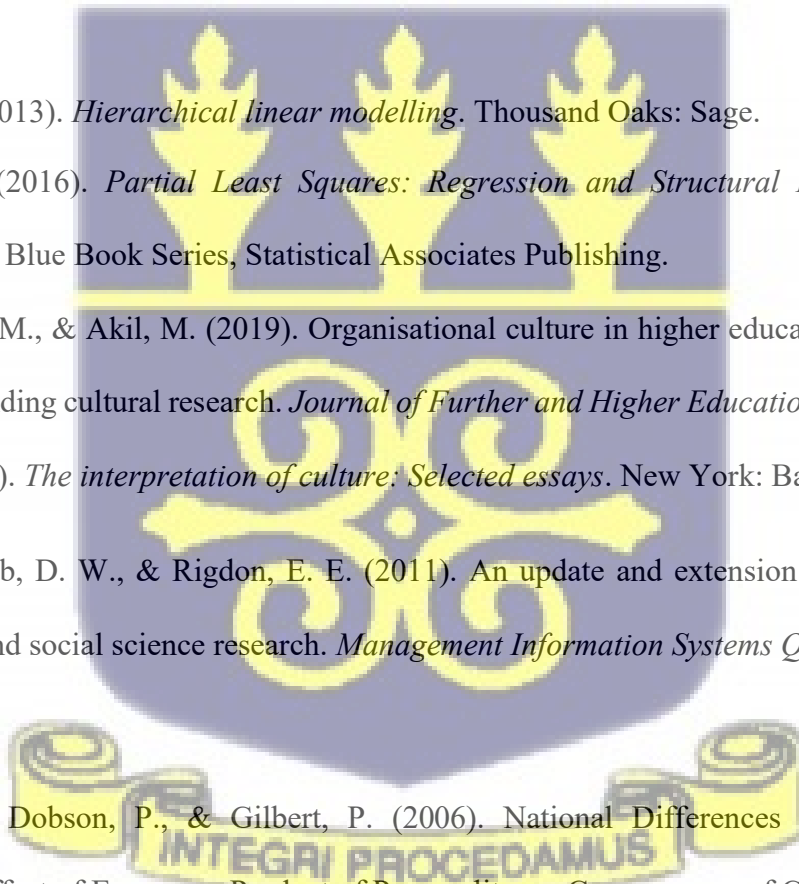 013). Hierarchical linear modelling. Thousand Oaks: Sage.
(2016). Partial Least Squares: Regression and Structural
Blue Book Series, Statistical Associates Publishing.
M., & Akil, M. (2019). Organisational culture in higher educa
ding cultural research. Journal of Further and Higher Educatio
). The interpretation of culture: Selected essays. New York: Ba
b, D. W., & Rigdon, E. E. (2011). An update and extension
nd social science research. Management Information Systems Q
Dobson, P., & Gilbert, P. (2006). National Differences
INTEGRI PROCEDAMUS